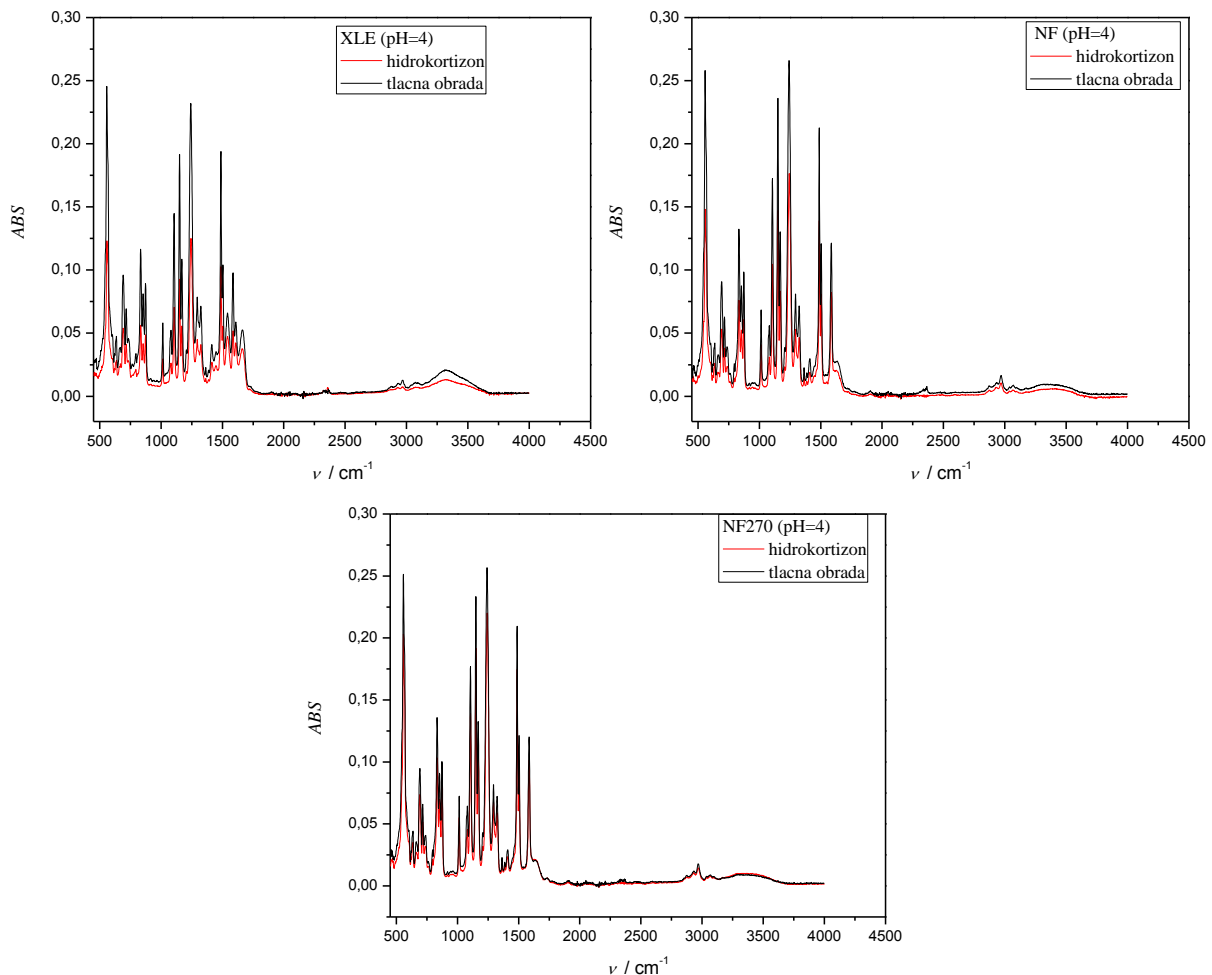 0,30
0,25
0,20
0,15
0,10
0,05
0,00
ABS
XLE (pH=4)
hidrokortizon
tlacna obrada
500 1000 1500 2000 2500 3000 3500 4000 4500
ν / cm⁻¹
0,30
0,25
0,20
0,15
0,10
0,05
0,00
ABS
NF (pH=4)
hidrokortizon
tlacna obrada
500 1000 1500 2000 2500 3000 3500 4000 4500
ν / cm⁻¹
0,30
0,25
0,20
0,15
0,10
0,05
0,00
ABS
NF270 (pH=4)
hidrokortizon
tlacna obrada
500 1000 1500 2000 2500 3000 3500 4000 4500
ν / cm⁻¹